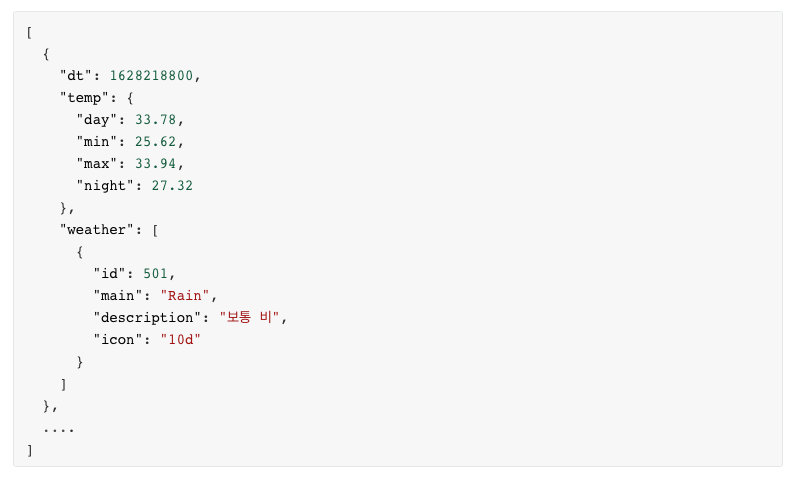 [
  {
    "dt": 1628218800,
    "temp": {
      "day": 33.78,
      "min": 25.62,
      "max": 33.94,
      "night": 27.32
    },
    "weather": [
      {
        "id": 501,
        "main": "Rain",
        "description": "보통 비",
        "icon": "10d"
      }
    ]
  },
  ....
]